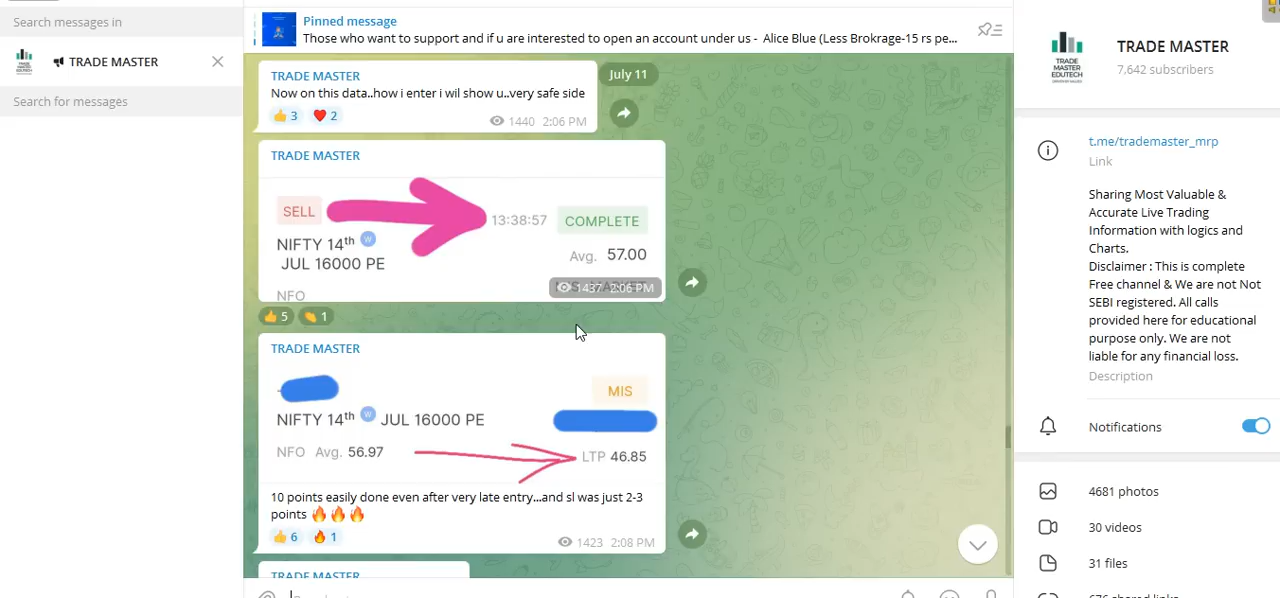 Search messages in
TRADE MASTER
Search for messages
Pinned message
Those who want to support and if u are interested to open an account under us - Alice Blue (Less Brokrage-15 rs pe...
July 11
TRADE MASTER
Now on this data..how i enter i wil show u..very safe side
👍 3 ❤️ 2
1440 2:06 PM
TRADE MASTER
SELL
13:38:57
COMPLETE
NIFTY 14th W
JUL 16000 PE
Avg. 57.00
NFO
1437 2:06 PM
👍 5 👏 1
TRADE MASTER
MIS
NIFTY 14th W JUL 16000 PE
NFO Avg. 56.97
LTP 46.85
10 points easily done even after very late entry...and sl was just 2-3
points 🔥🔥🔥
👍 6 🔥 1
1423 2:08 PM
TRADE MASTER
TRADE
MASTER
EDUTECH
TRADE MASTER
7,642 subscribers
t.me/trademaster_mrp
Link
Sharing Most Valuable &
Accurate Live Trading
Information with logics and
Charts.
Disclaimer : This is complete
Free channel & We are not Not
SEBI registered. All calls
provided here for educational
purpose only. We are not
liable for any financial loss.
Description
Notifications
4681 photos
30 videos
31 files
676 shared links